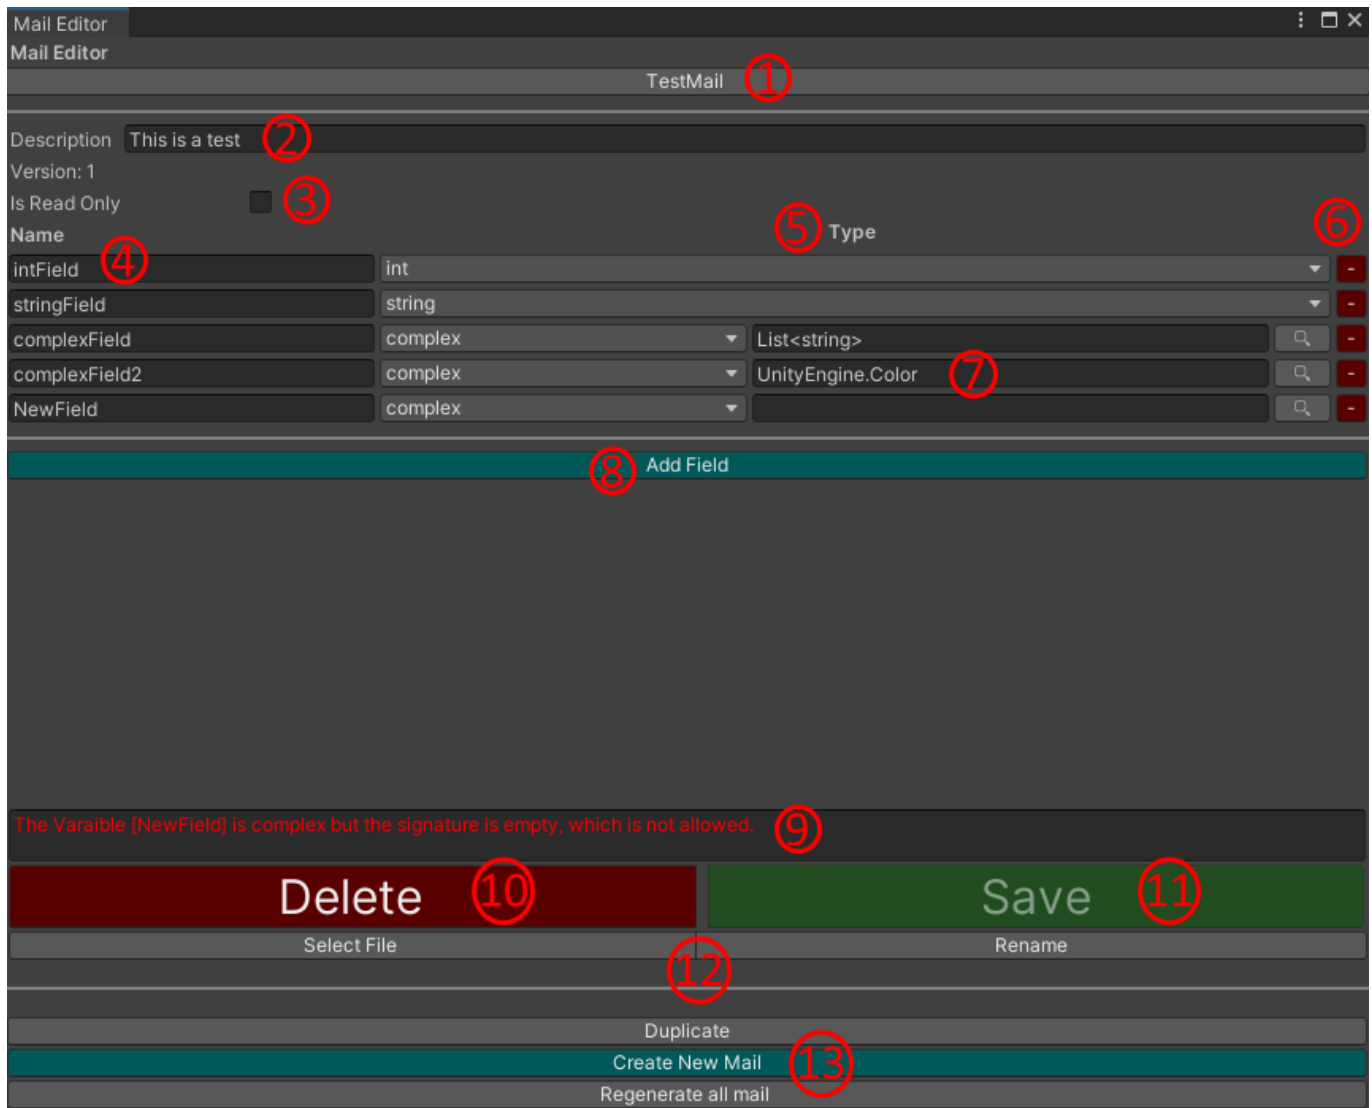 Mail Editor
Mail Editor
TestMail 1
Description This is a test 2
Version: 1
Is Read Only 3
Name 5 Type 6
4
intField int -
stringField string -
complexField complex List<string> -
complexField2 complex UnityEngine.Color 7 -
NewField complex -
8 Add Field
The Varaible [NewField] is complex but the signature is empty, which is not allowed. 9
Delete 10 Save 11
Select File Rename
12
Duplicate
Create New Mail 13
Regenerate all mail